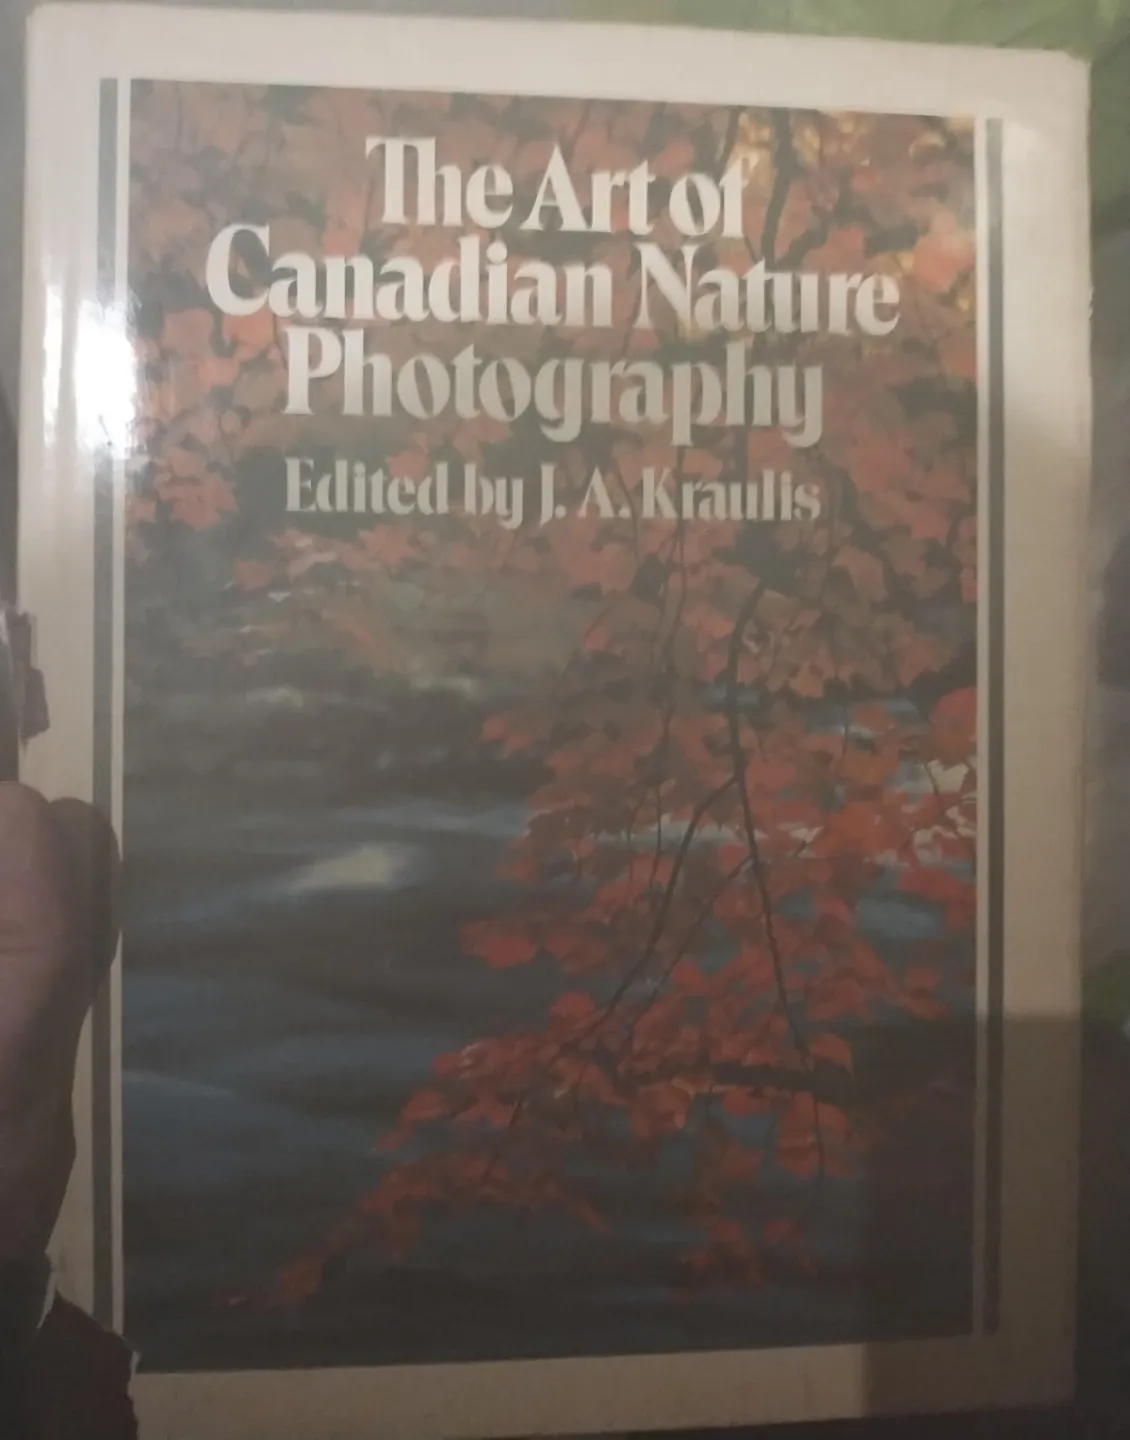 The Art of
Canadian Nature
Photography
Edited by J. A. Kraulis